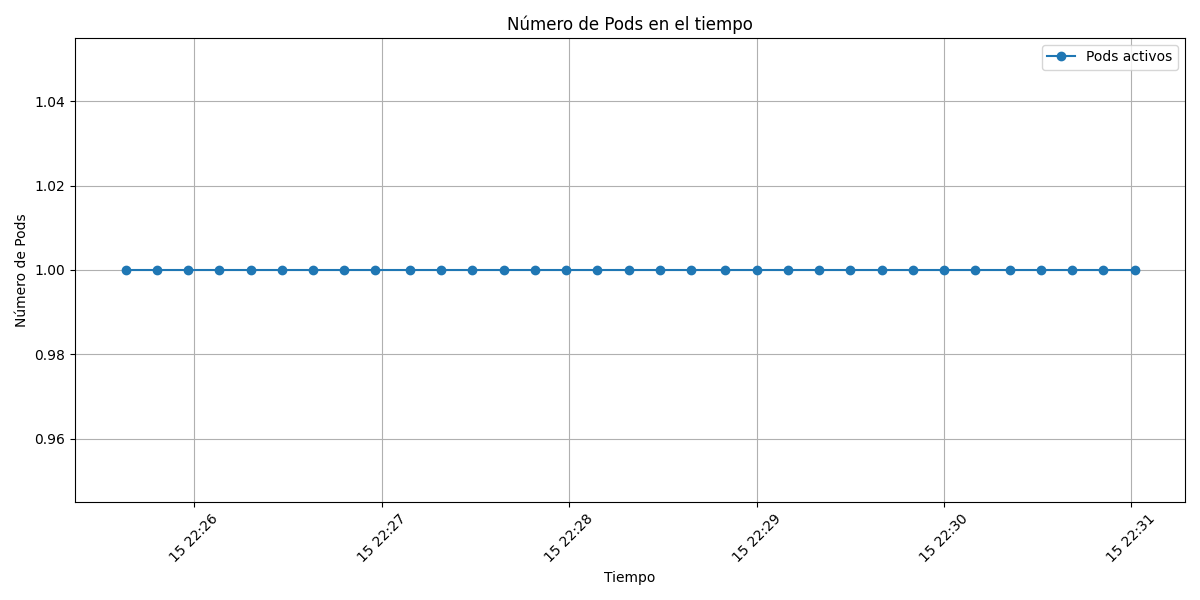 Número de Pods en el tiempo
Pods activos
Número de Pods
1.04
1.02
1.00
0.98
0.96
15 22:26
15 22:27
15 22:28
15 22:29
15 22:30
15 22:31
Tiempo